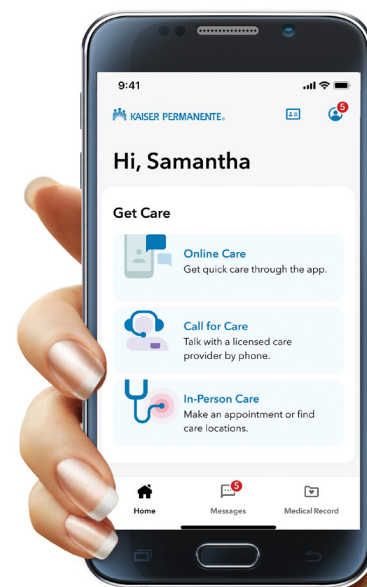 9:41
KAISER PERMANENTE®
5
Hi, Samantha
Get Care
Online Care
Get quick care through the app.
Call for Care
Talk with a licensed care
provider by phone.
In-Person Care
Make an appointment or find
care locations.
5
Home
Messages
Medical Record